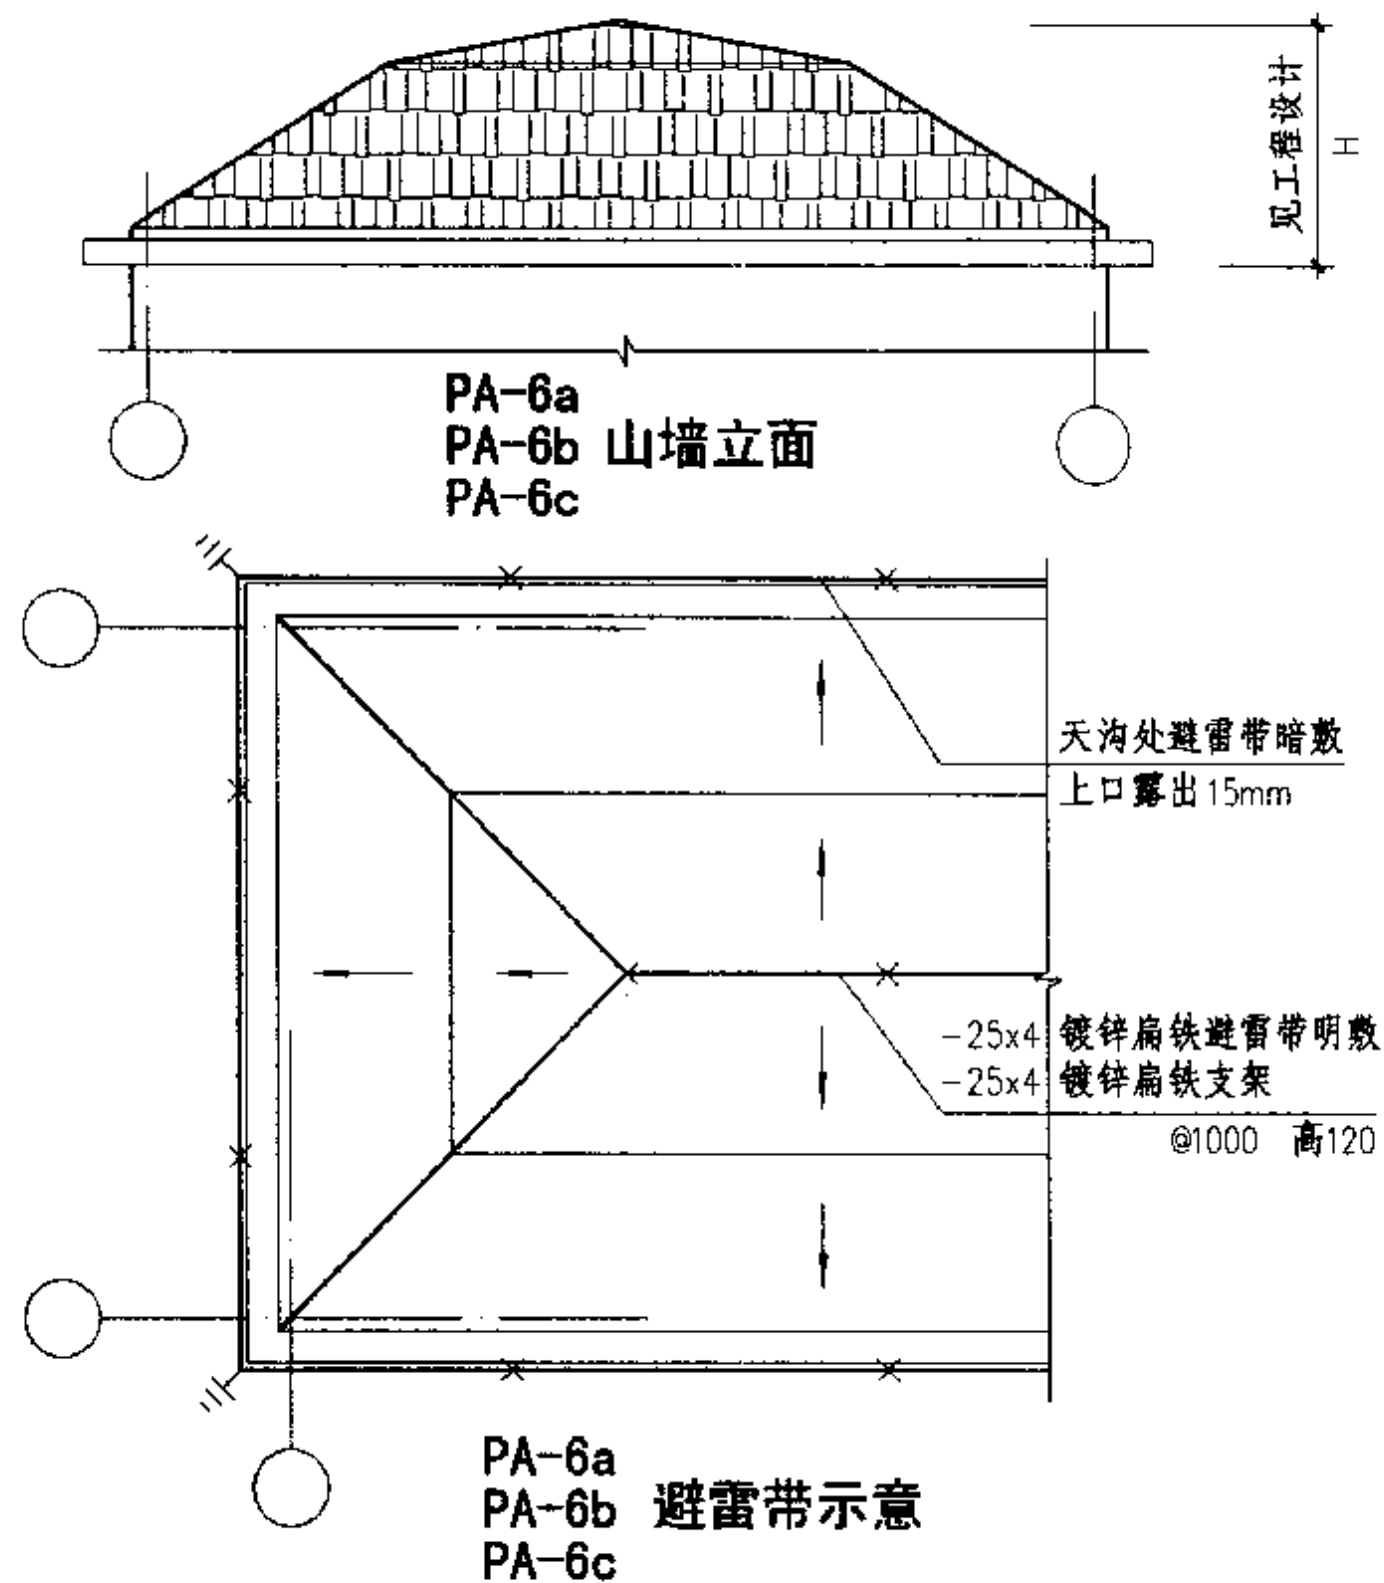 见工程设计
H
PA-6a
PA-6b 山墙立面
PA-6c
天沟处避雷带暗敷
上口露出15mm
-25x4 镀锌扁铁避雷带明敷
-25x4 镀锌扁铁支架
@1000 高120
PA-6a
PA-6b 避雷带示意
PA-6c